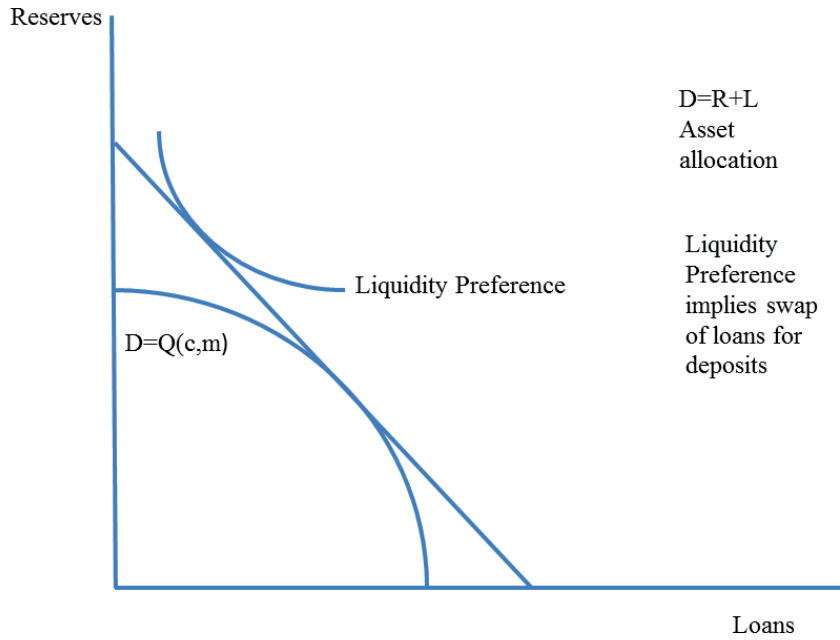 Reserves
D=R+L
Asset
allocation
Liquidity
Preference
implies swap
of loans for
deposits
Liquidity Preference
D=Q(c,m)
Loans